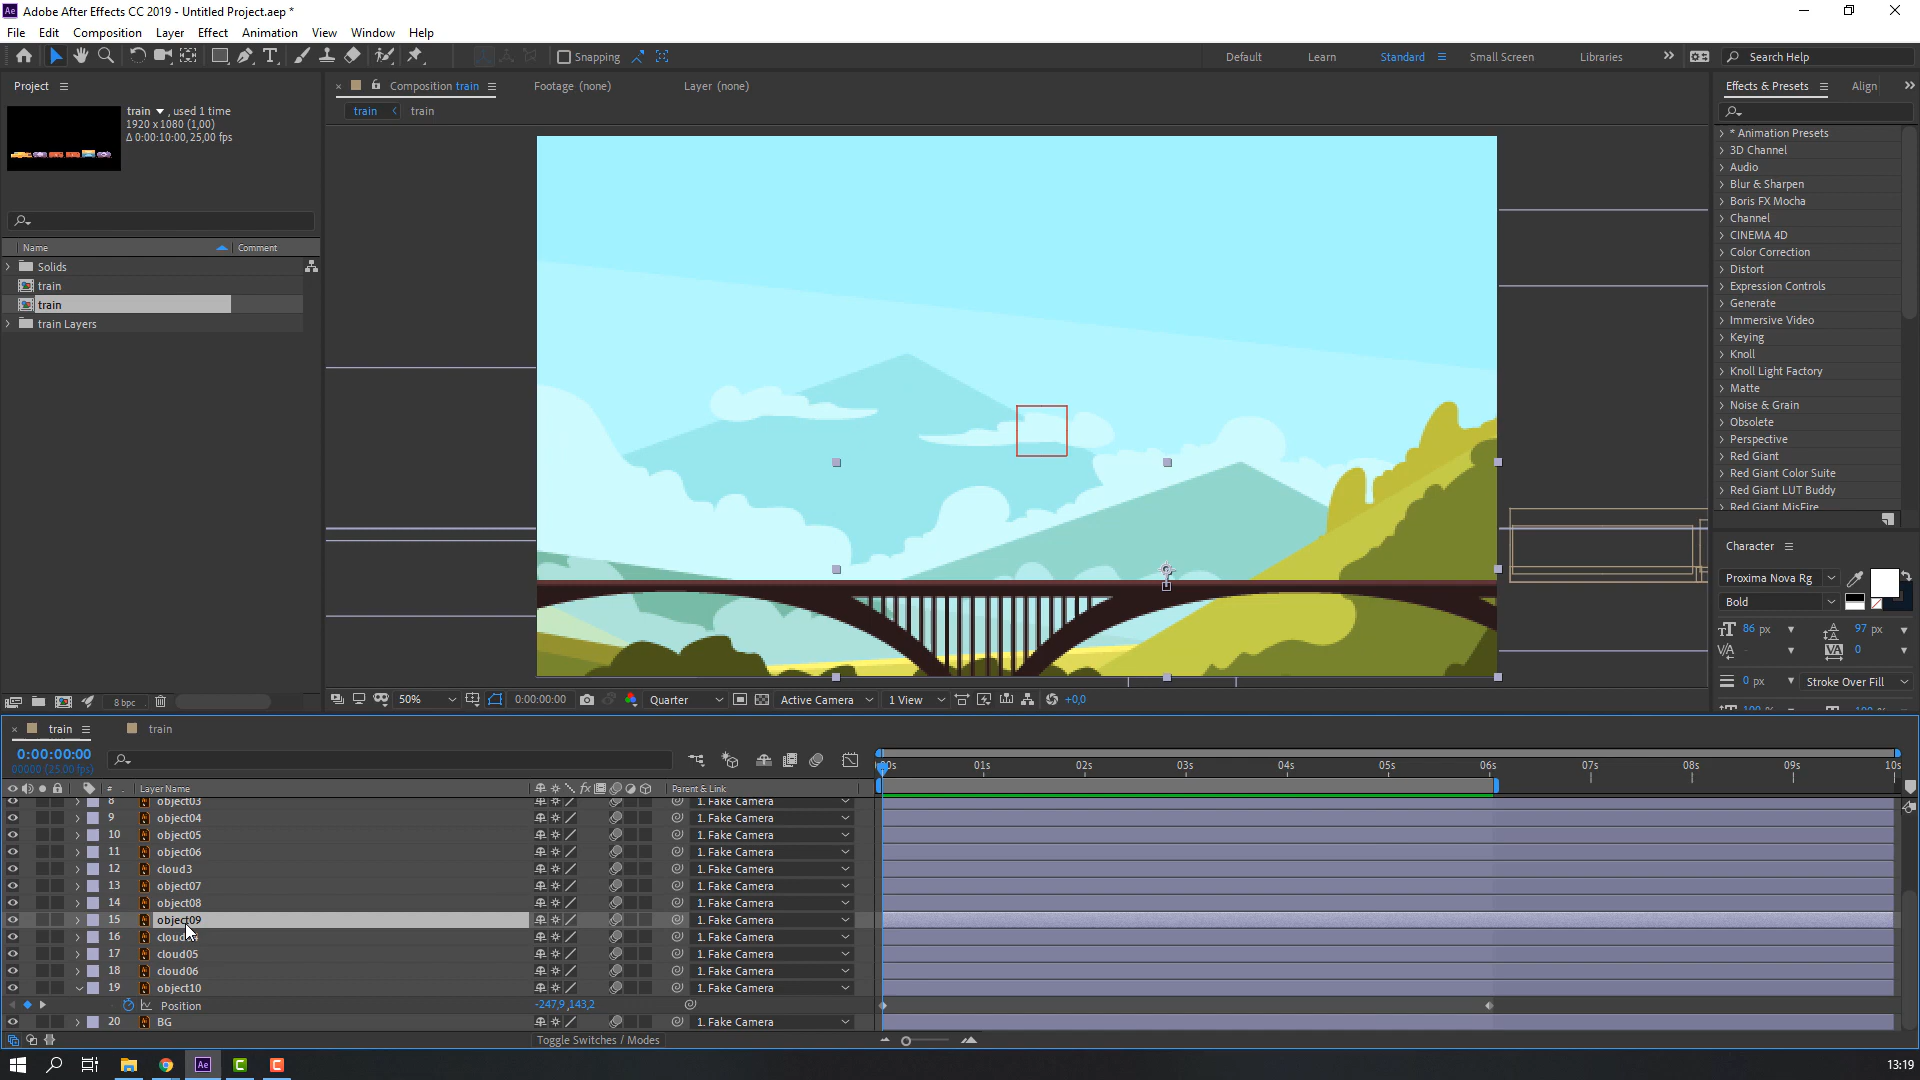 Adobe After Effects CC 2019 - Untitled Project.aep *
File Edit Composition Layer Effect Animation View Window Help
Snapping
Default Learn Standard Small Screen Libraries Search Help
Project
train , used 1 time
1920 x 1080 (1,00)
Δ 0:00:10:00, 25,00 fps
Name Comment
Solids
train
train
train Layers
8 bpc
Composition train
Footage (none)
Layer (none)
train train
50% 0:00:00:00 Quarter Active Camera 1 View +0,0
Effects & Presets Align
* Animation Presets
3D Channel
Audio
Blur & Sharpen
Boris FX Mocha
Channel
CINEMA 4D
Color Correction
Distort
Expression Controls
Generate
Immersive Video
Keying
Knoll
Knoll Light Factory
Matte
Noise & Grain
Obsolete
Perspective
Red Giant
Red Giant Color Suite
Red Giant LUT Buddy
Red Giant MisFire
Character
Proxima Nova Rg
Bold
86 px 97 px
0
0 px Stroke Over Fill
train train
0:00:00:00
00000 (25.00 fps)
01s 02s 03s 04s 05s 06s 07s 08s 09s 10s
# Layer Name Parent & Link
8 object03 1. Fake Camera
9 object04 1. Fake Camera
10 object05 1. Fake Camera
11 object06 1. Fake Camera
12 cloud3 1. Fake Camera
13 object07 1. Fake Camera
14 object08 1. Fake Camera
15 object09 1. Fake Camera
16 1. Fake Camera
17 cloud05 1. Fake Camera
18 cloud06 1. Fake Camera
19 object10 1. Fake Camera
Position -247,9,143,2
20 BG 1. Fake Camera
Toggle Switches / Modes
13:19